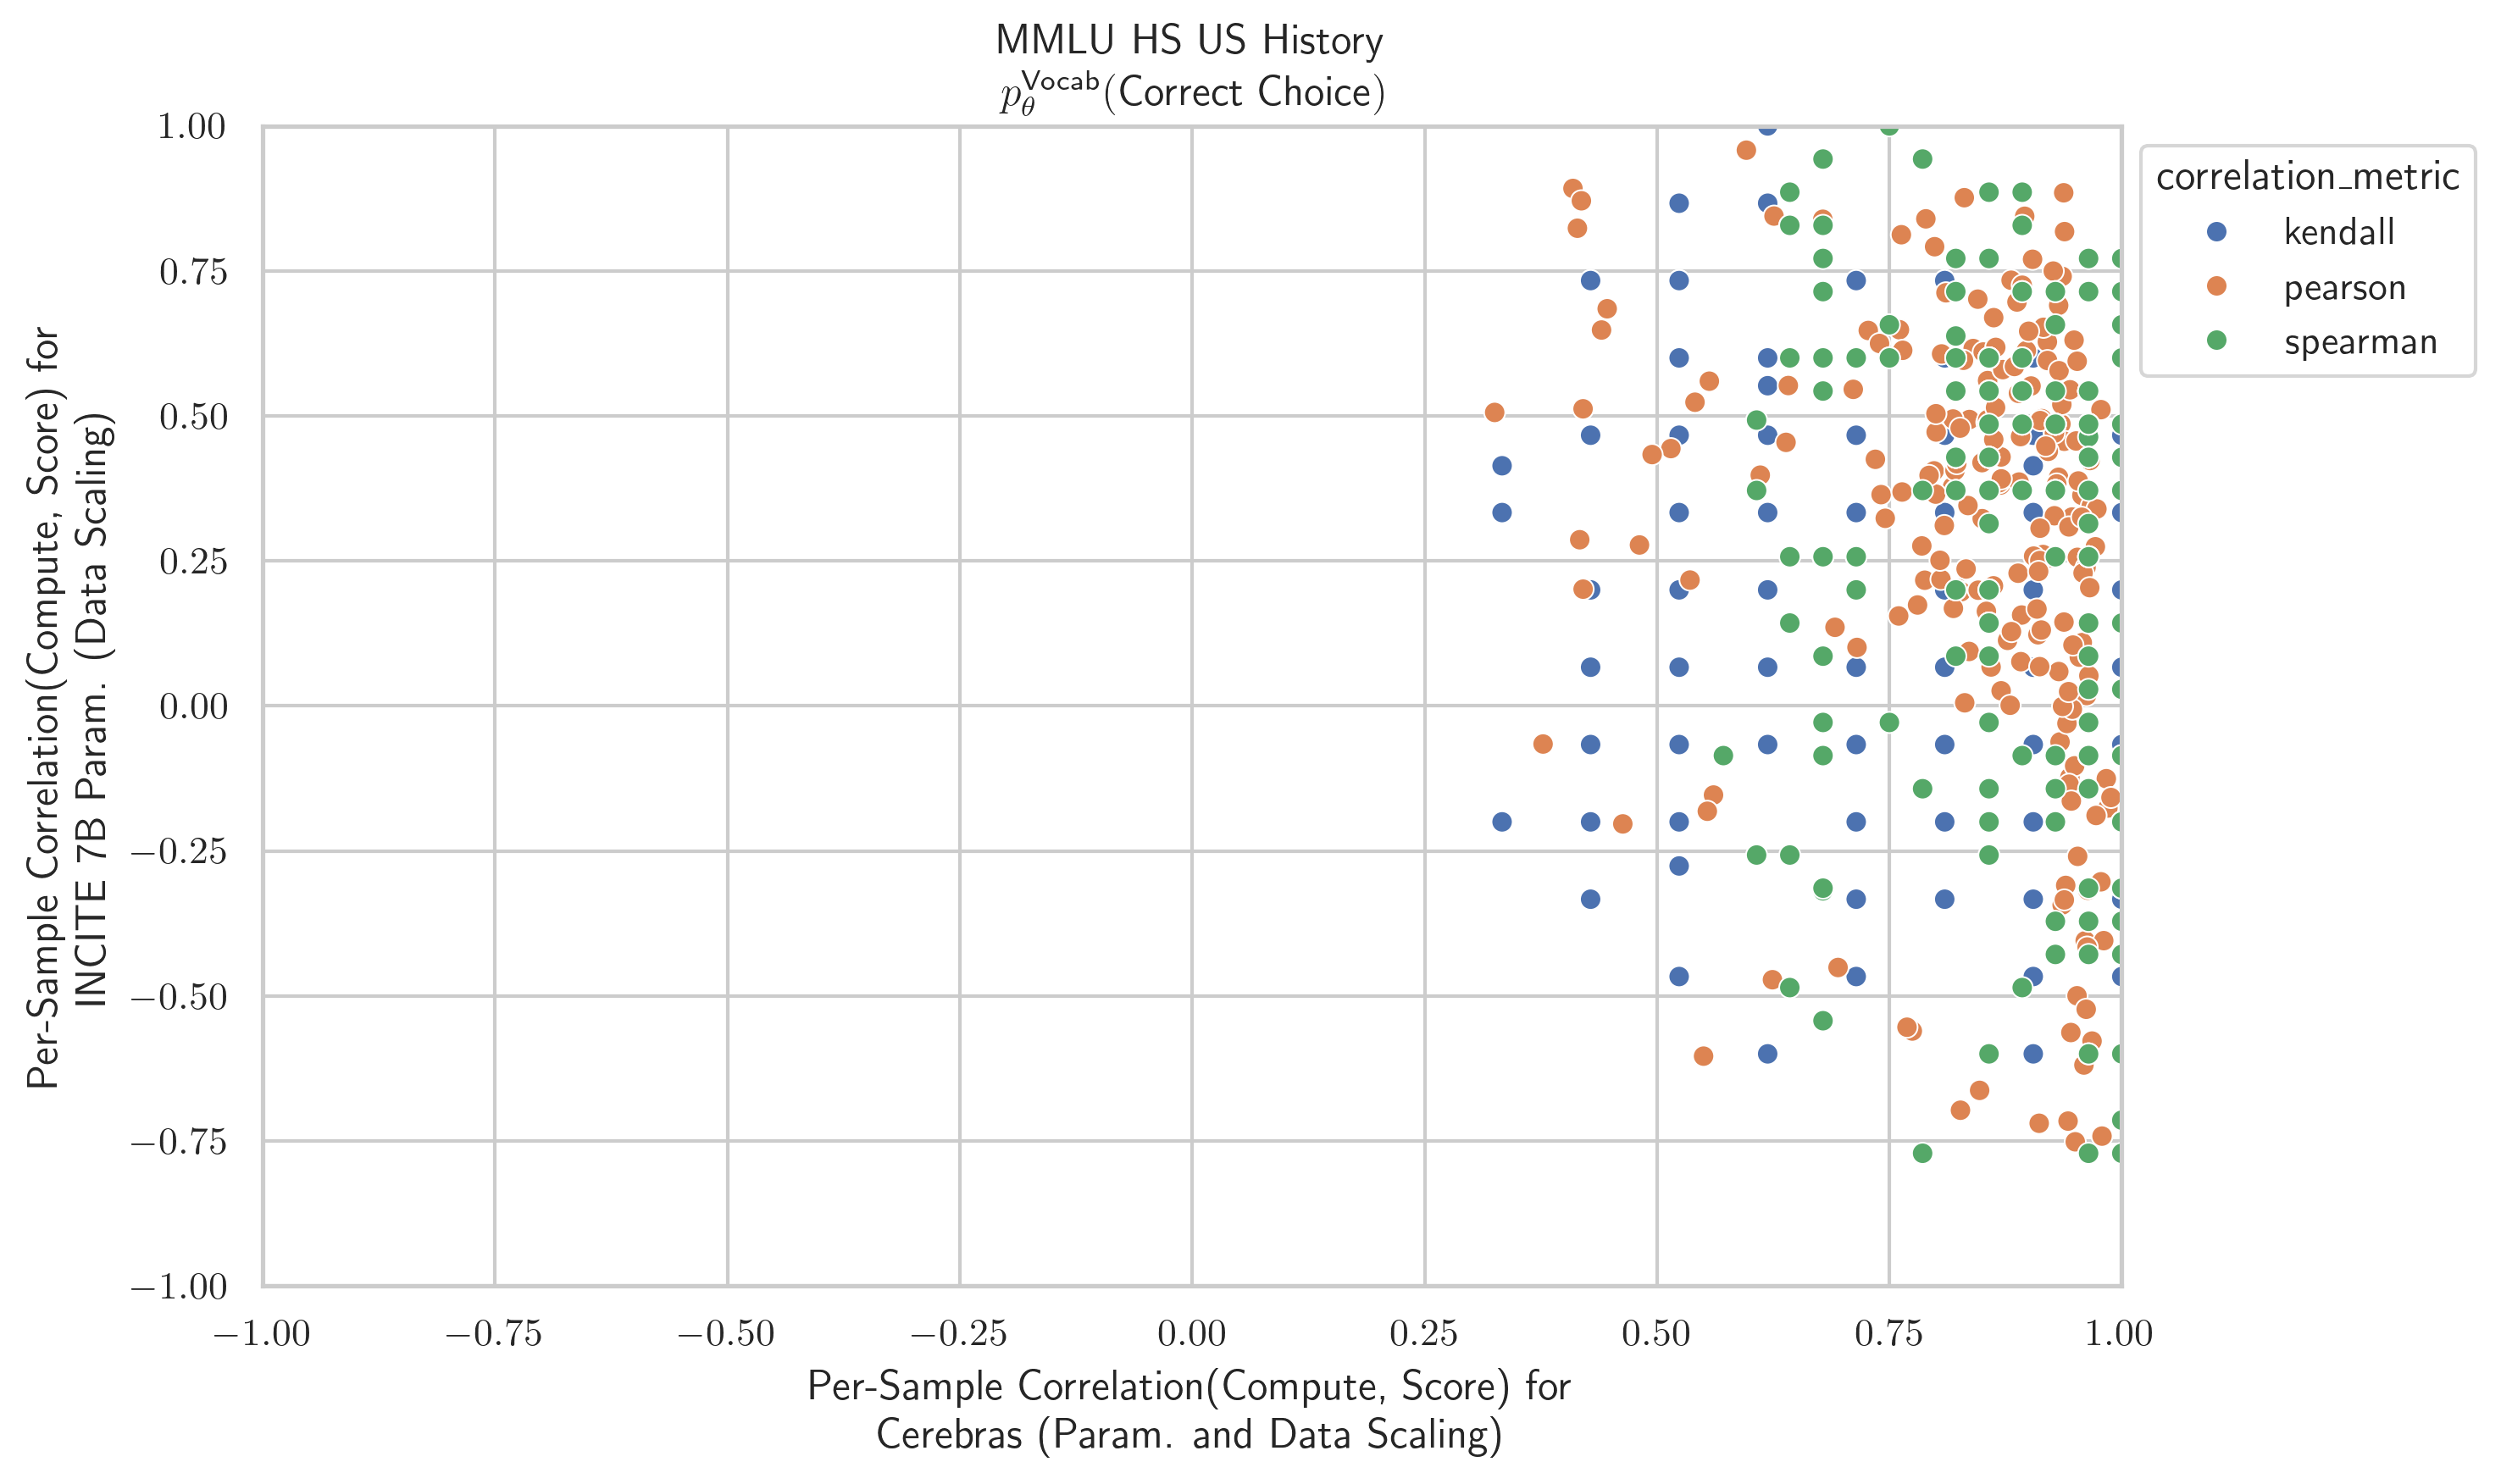 MMLU HS US History
$p_{\theta}^{\text{Vocab}}$(Correct Choice)
1.00
0.75
0.50
0.25
0.00
−0.25
−0.50
−0.75
−1.00
Per-Sample Correlation(Compute, Score) for
INCITE 7B Param. (Data Scaling)
correlation_metric
kendall
pearson
spearman
−1.00 −0.75 −0.50 −0.25 0.00 0.25 0.50 0.75 1.00
Per-Sample Correlation(Compute, Score) for
Cerebras (Param. and Data Scaling)